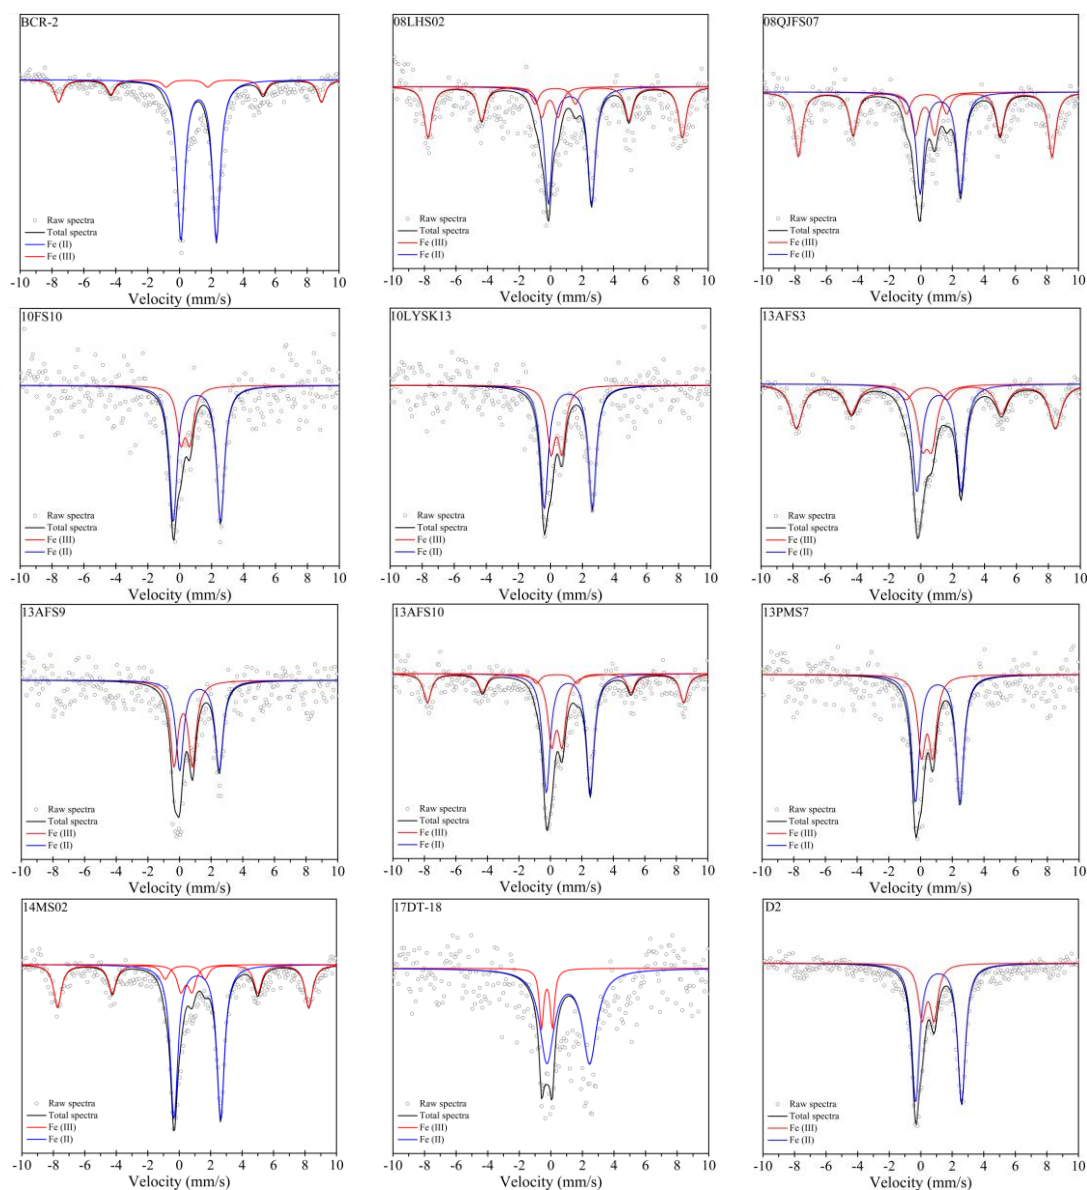 BCR-2
Raw spectra
Total spectra
Fe (II)
Fe (III)
-10 -8 -6 -4 -2 0 2 4 6 8 10
Velocity (mm/s)
08LHS02
Raw spectra
Total spectra
Fe (III)
Fe (II)
-10 -8 -6 -4 -2 0 2 4 6 8 10
Velocity (mm/s)
08QJFS07
Raw spectra
Total spectra
Fe (III)
Fe (II)
-10 -8 -6 -4 -2 0 2 4 6 8 10
Velocity (mm/s)
10FS10
Raw spectra
Total spectra
Fe (III)
Fe (II)
-10 -8 -6 -4 -2 0 2 4 6 8 10
Velocity (mm/s)
10LYSK13
Raw spectra
Total spectra
Fe (III)
Fe (II)
-10 -8 -6 -4 -2 0 2 4 6 8 10
Velocity (mm/s)
13AFS3
Raw spectra
Total spectra
Fe (III)
Fe (II)
-10 -8 -6 -4 -2 0 2 4 6 8 10
Velocity (mm/s)
13AFS9
Raw spectra
Total spectra
Fe (III)
Fe (II)
-10 -8 -6 -4 -2 0 2 4 6 8 10
Velocity (mm/s)
13AFS10
Raw spectra
Total spectra
Fe (III)
Fe (II)
-10 -8 -6 -4 -2 0 2 4 6 8 10
Velocity (mm/s)
13PMS7
Raw spectra
Total spectra
Fe (III)
Fe (II)
-10 -8 -6 -4 -2 0 2 4 6 8 10
Velocity (mm/s)
14MS02
Raw spectra
Total spectra
Fe (III)
Fe (II)
-10 -8 -6 -4 -2 0 2 4 6 8 10
Velocity (mm/s)
17DT-18
Raw spectra
Total spectra
Fe (III)
Fe (II)
-10 -8 -6 -4 -2 0 2 4 6 8 10
Velocity (mm/s)
D2
Raw spectra
Total spectra
Fe (III)
Fe (II)
-10 -8 -6 -4 -2 0 2 4 6 8 10
Velocity (mm/s)